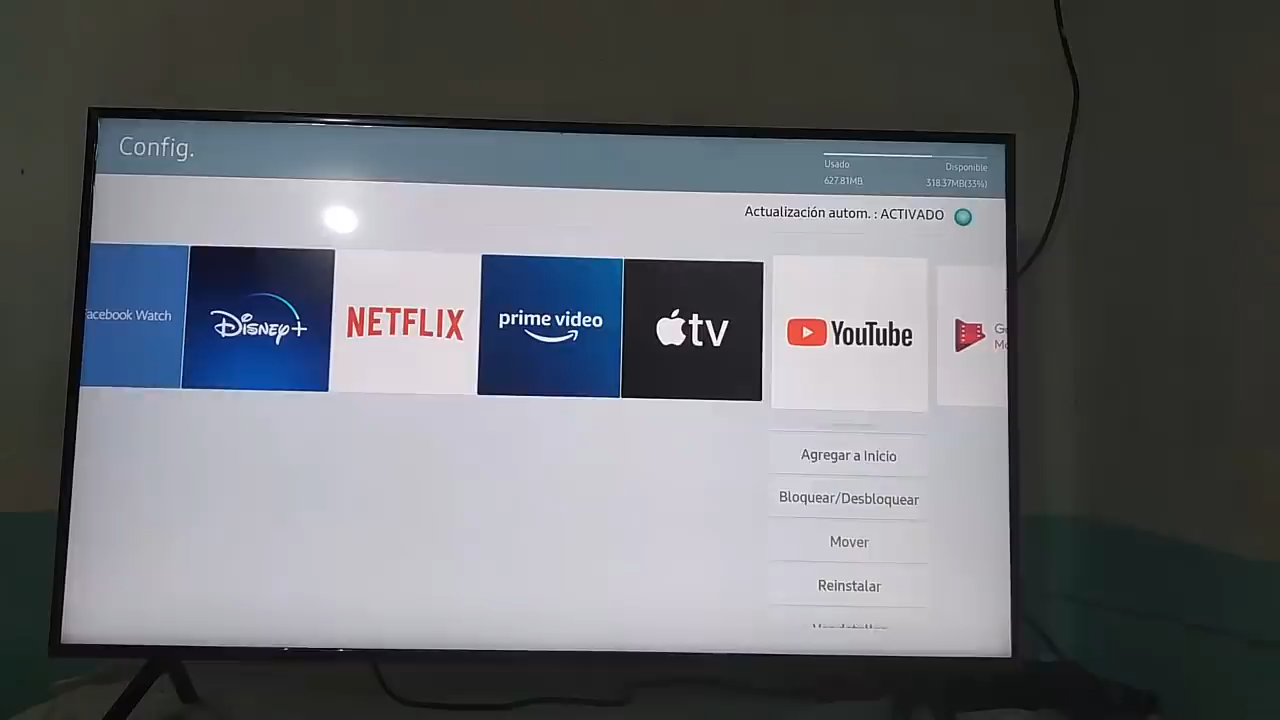 Config.
Usado
Disponible
627.81MB
318.37MB(33%)
Actualización autom. : ACTIVADO
acebook Watch
Disney+
NETFLIX
prime video
tv
YouTube
G
Mo
Agregar a Inicio
Bloquear/Desbloquear
Mover
Reinstalar